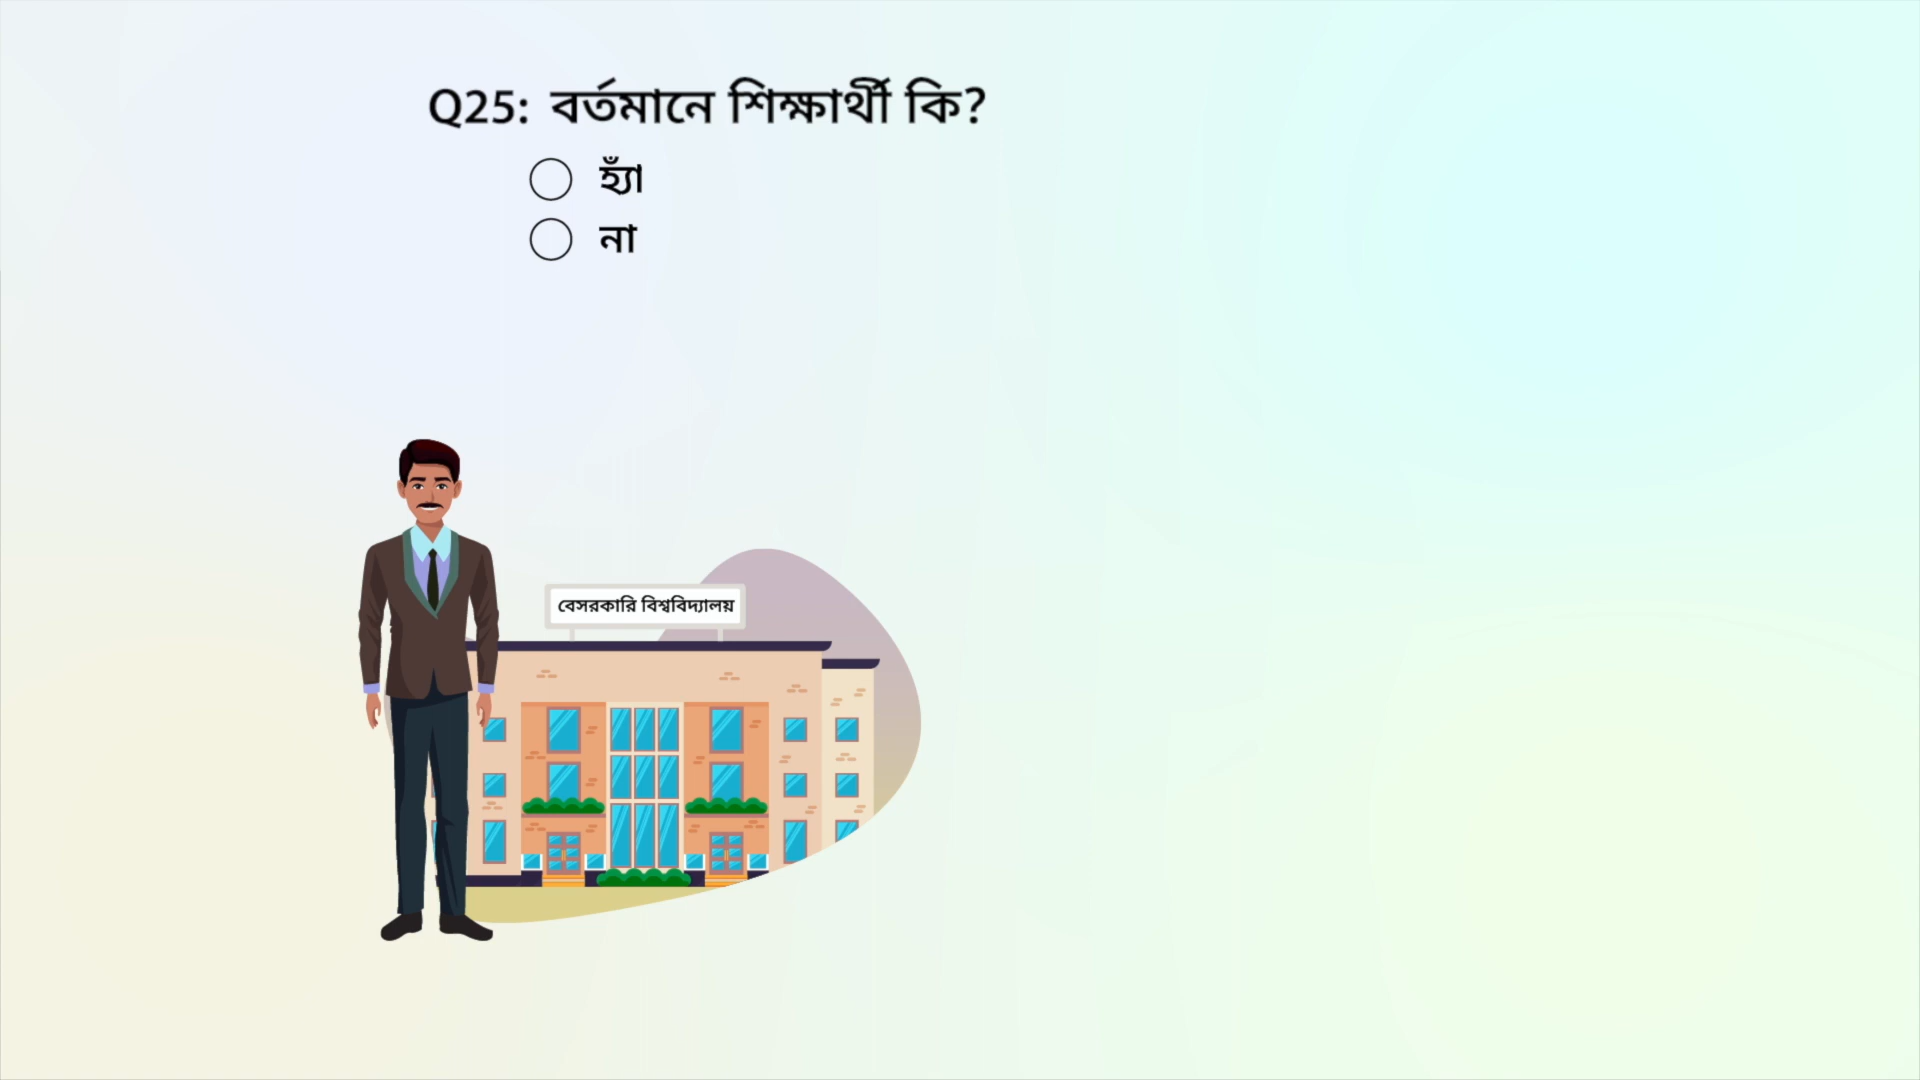 Q25: বর্তমানে শিক্ষার্থী কি?
হ্যাঁ
না
বেসরকারি বিশ্ববিদ্যালয়